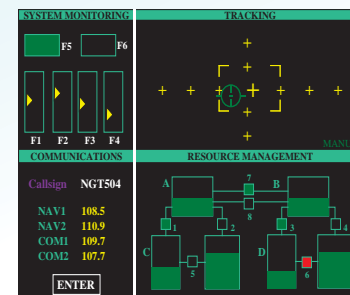 SYSTEM MONITORING
TRACKING
F5
F6
F1
F2
F3
F4
MANU
COMMUNICATIONS
Callsign NGT504
NAV1 108.5
NAV2 110.9
COM1 109.7
COM2 107.7
ENTER
RESOURCE MANAGEMENT
A
7
B
8
1
2
3
4
C
5
D
6